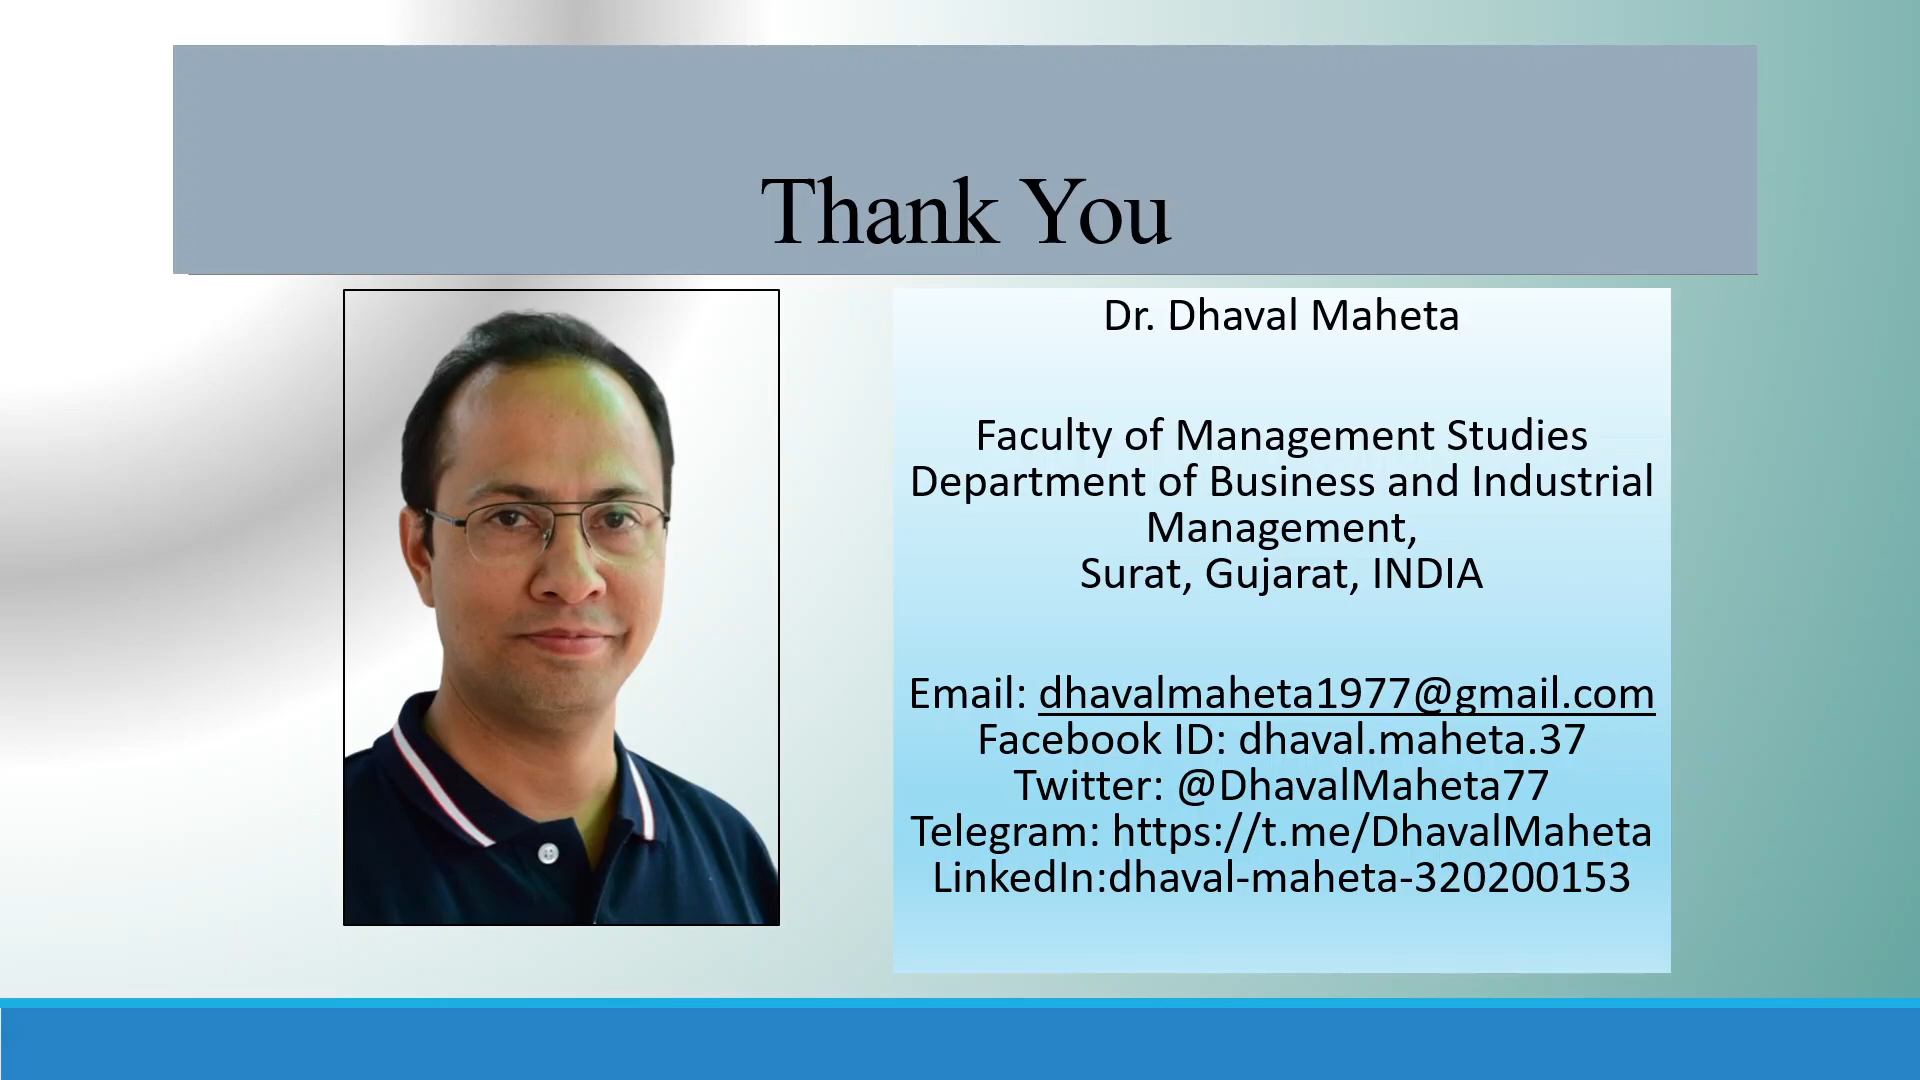 Thank You
Dr. Dhaval Maheta
Faculty of Management Studies
Department of Business and Industrial
Management,
Surat, Gujarat, INDIA
Email: dhavalmaheta1977@gmail.com
Facebook ID: dhaval.maheta.37
Twitter: @DhavalMaheta77
Telegram: https://t.me/DhavalMaheta
LinkedIn:dhaval-maheta-320200153